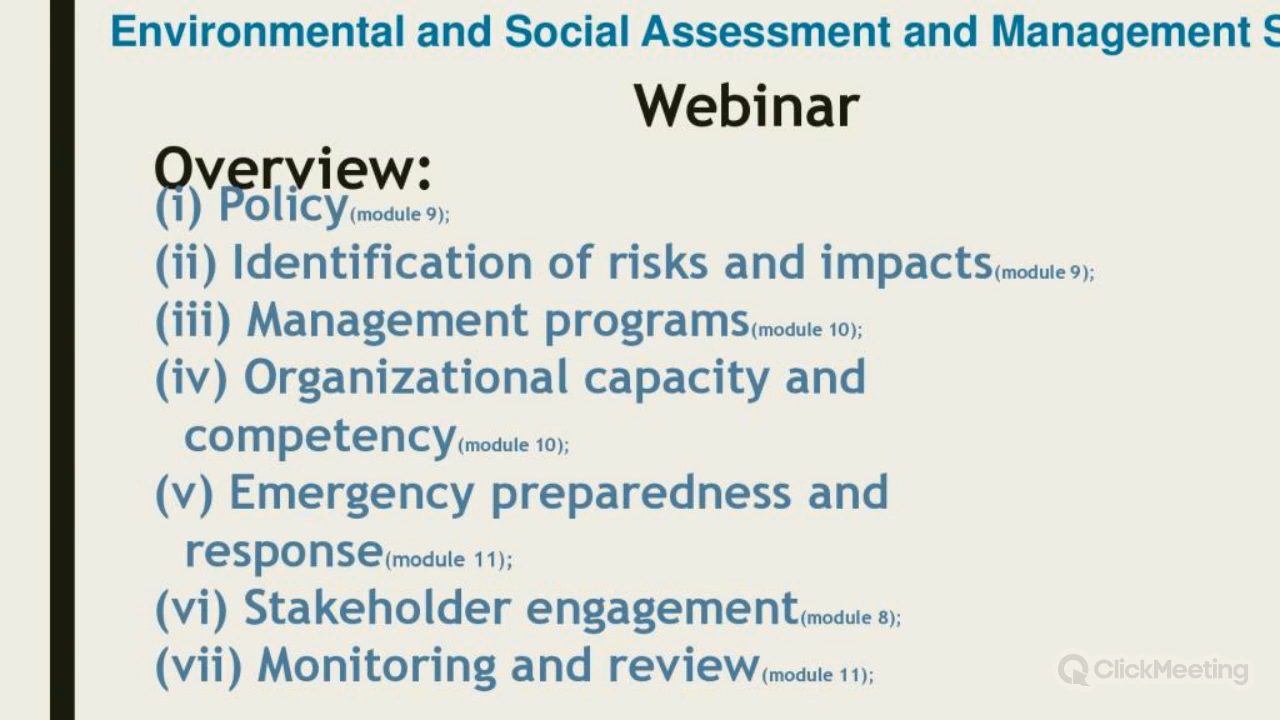 Environmental and Social Assessment and Management S
Webinar
Overview:
(i) Policy(module 9);
(ii) Identification of risks and impacts(module 9);
(iii) Management programs(module 10);
(iv) Organizational capacity and
competency(module 10);
(v) Emergency preparedness and
response(module 11);
(vi) Stakeholder engagement(module 8);
(vii) Monitoring and review(module 11);
ClickMeeting